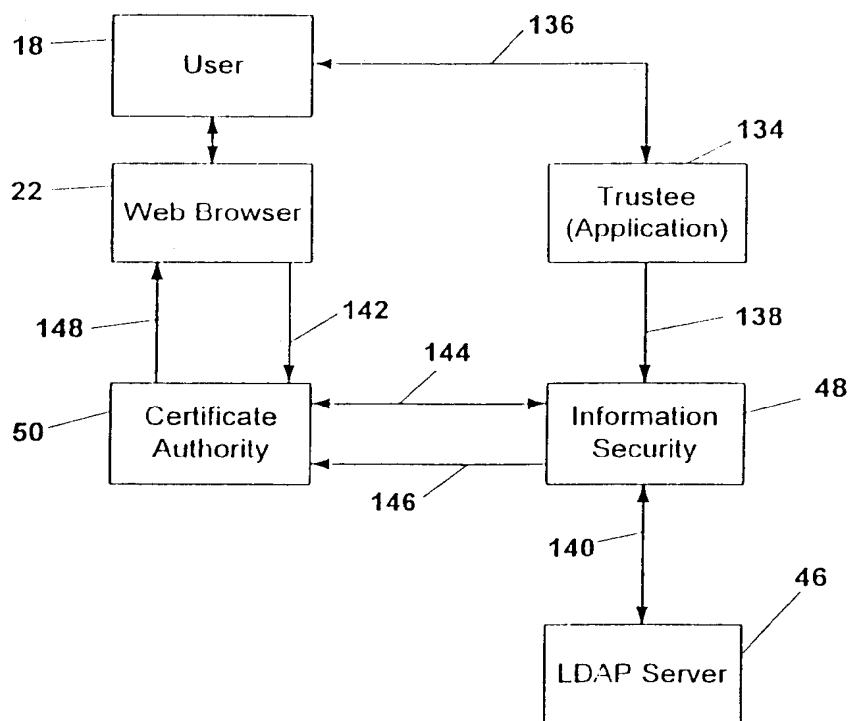 136
18
User
134
22
Web Browser
Trustee
(Application)
148
142
138
144
50
Certificate
Authority
Information
Security
48
146
140
46
LDAP Server